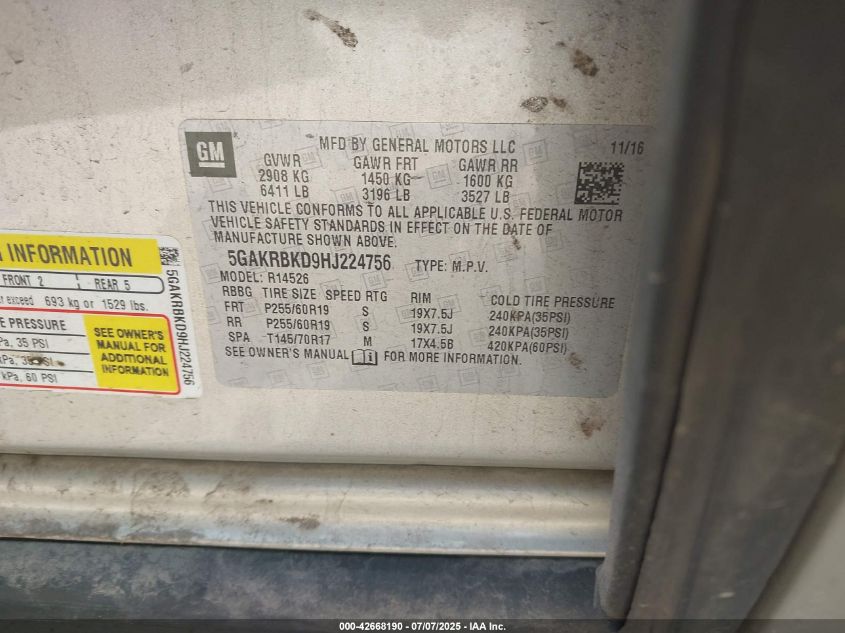 GM
MFD BY GENERAL MOTORS LLC 11/16
GVWR GAWR FRT GAWR RR
2908 KG 1450 KG 1600 KG
6411 LB 3196 LB 3527 LB
THIS VEHICLE CONFORMS TO ALL APPLICABLE U.S. FEDERAL MOTOR
VEHICLE SAFETY STANDARDS IN EFFECT ON THE DATE OF
MANUFACTURE SHOWN ABOVE.
5GAKRBKD9HJ224756 TYPE: M.P.V.
MODEL: R14526
RBBG TIRE SIZE SPEED RTG RIM COLD TIRE PRESSURE
FRT P255/60R19 S 19X7.5J 240KPA(35PSI)
RR P255/60R19 S 19X7.5J 240KPA(35PSI)
SPA T145/70R17 M 17X4.5B 420KPA(60PSI)
SEE OWNER'S MANUAL FOR MORE INFORMATION.
INFORMATION
FRONT 2 REAR 5
exceed 693 kg or 1529 lbs.
PRESSURE
Pa, 35 PSI
kPa, 35 PSI
kPa, 60 PSI
SEE OWNER'S
MANUAL FOR
ADDITIONAL
INFORMATION
5GAKRBKD9HJ224756
000-42668190 - 07/07/2025 - IAA Inc.